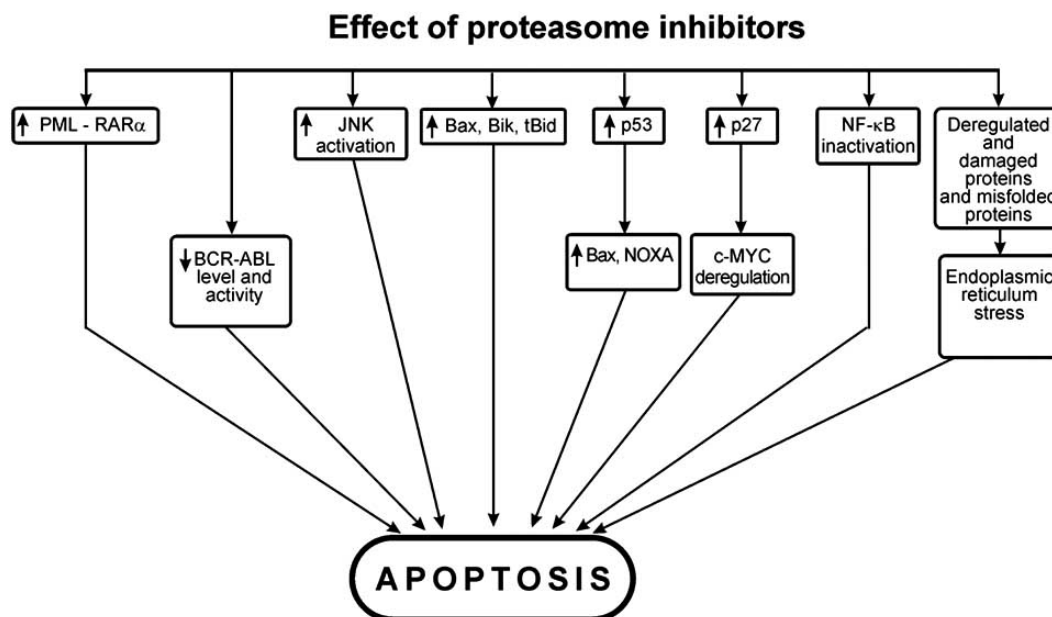 Effect of proteasome inhibitors
↑ PML - RARα
↑ JNK
activation
↑ Bax, Bik, tBid
↑ p53
↑ p27
NF-κB
inactivation
Deregulated
and
damaged
proteins
and misfolded
proteins
↓ BCR-ABL
level and
activity
↑ Bax, NOXA
c-MYC
deregulation
Endoplasmic
reticulum
stress
APOPTOSIS